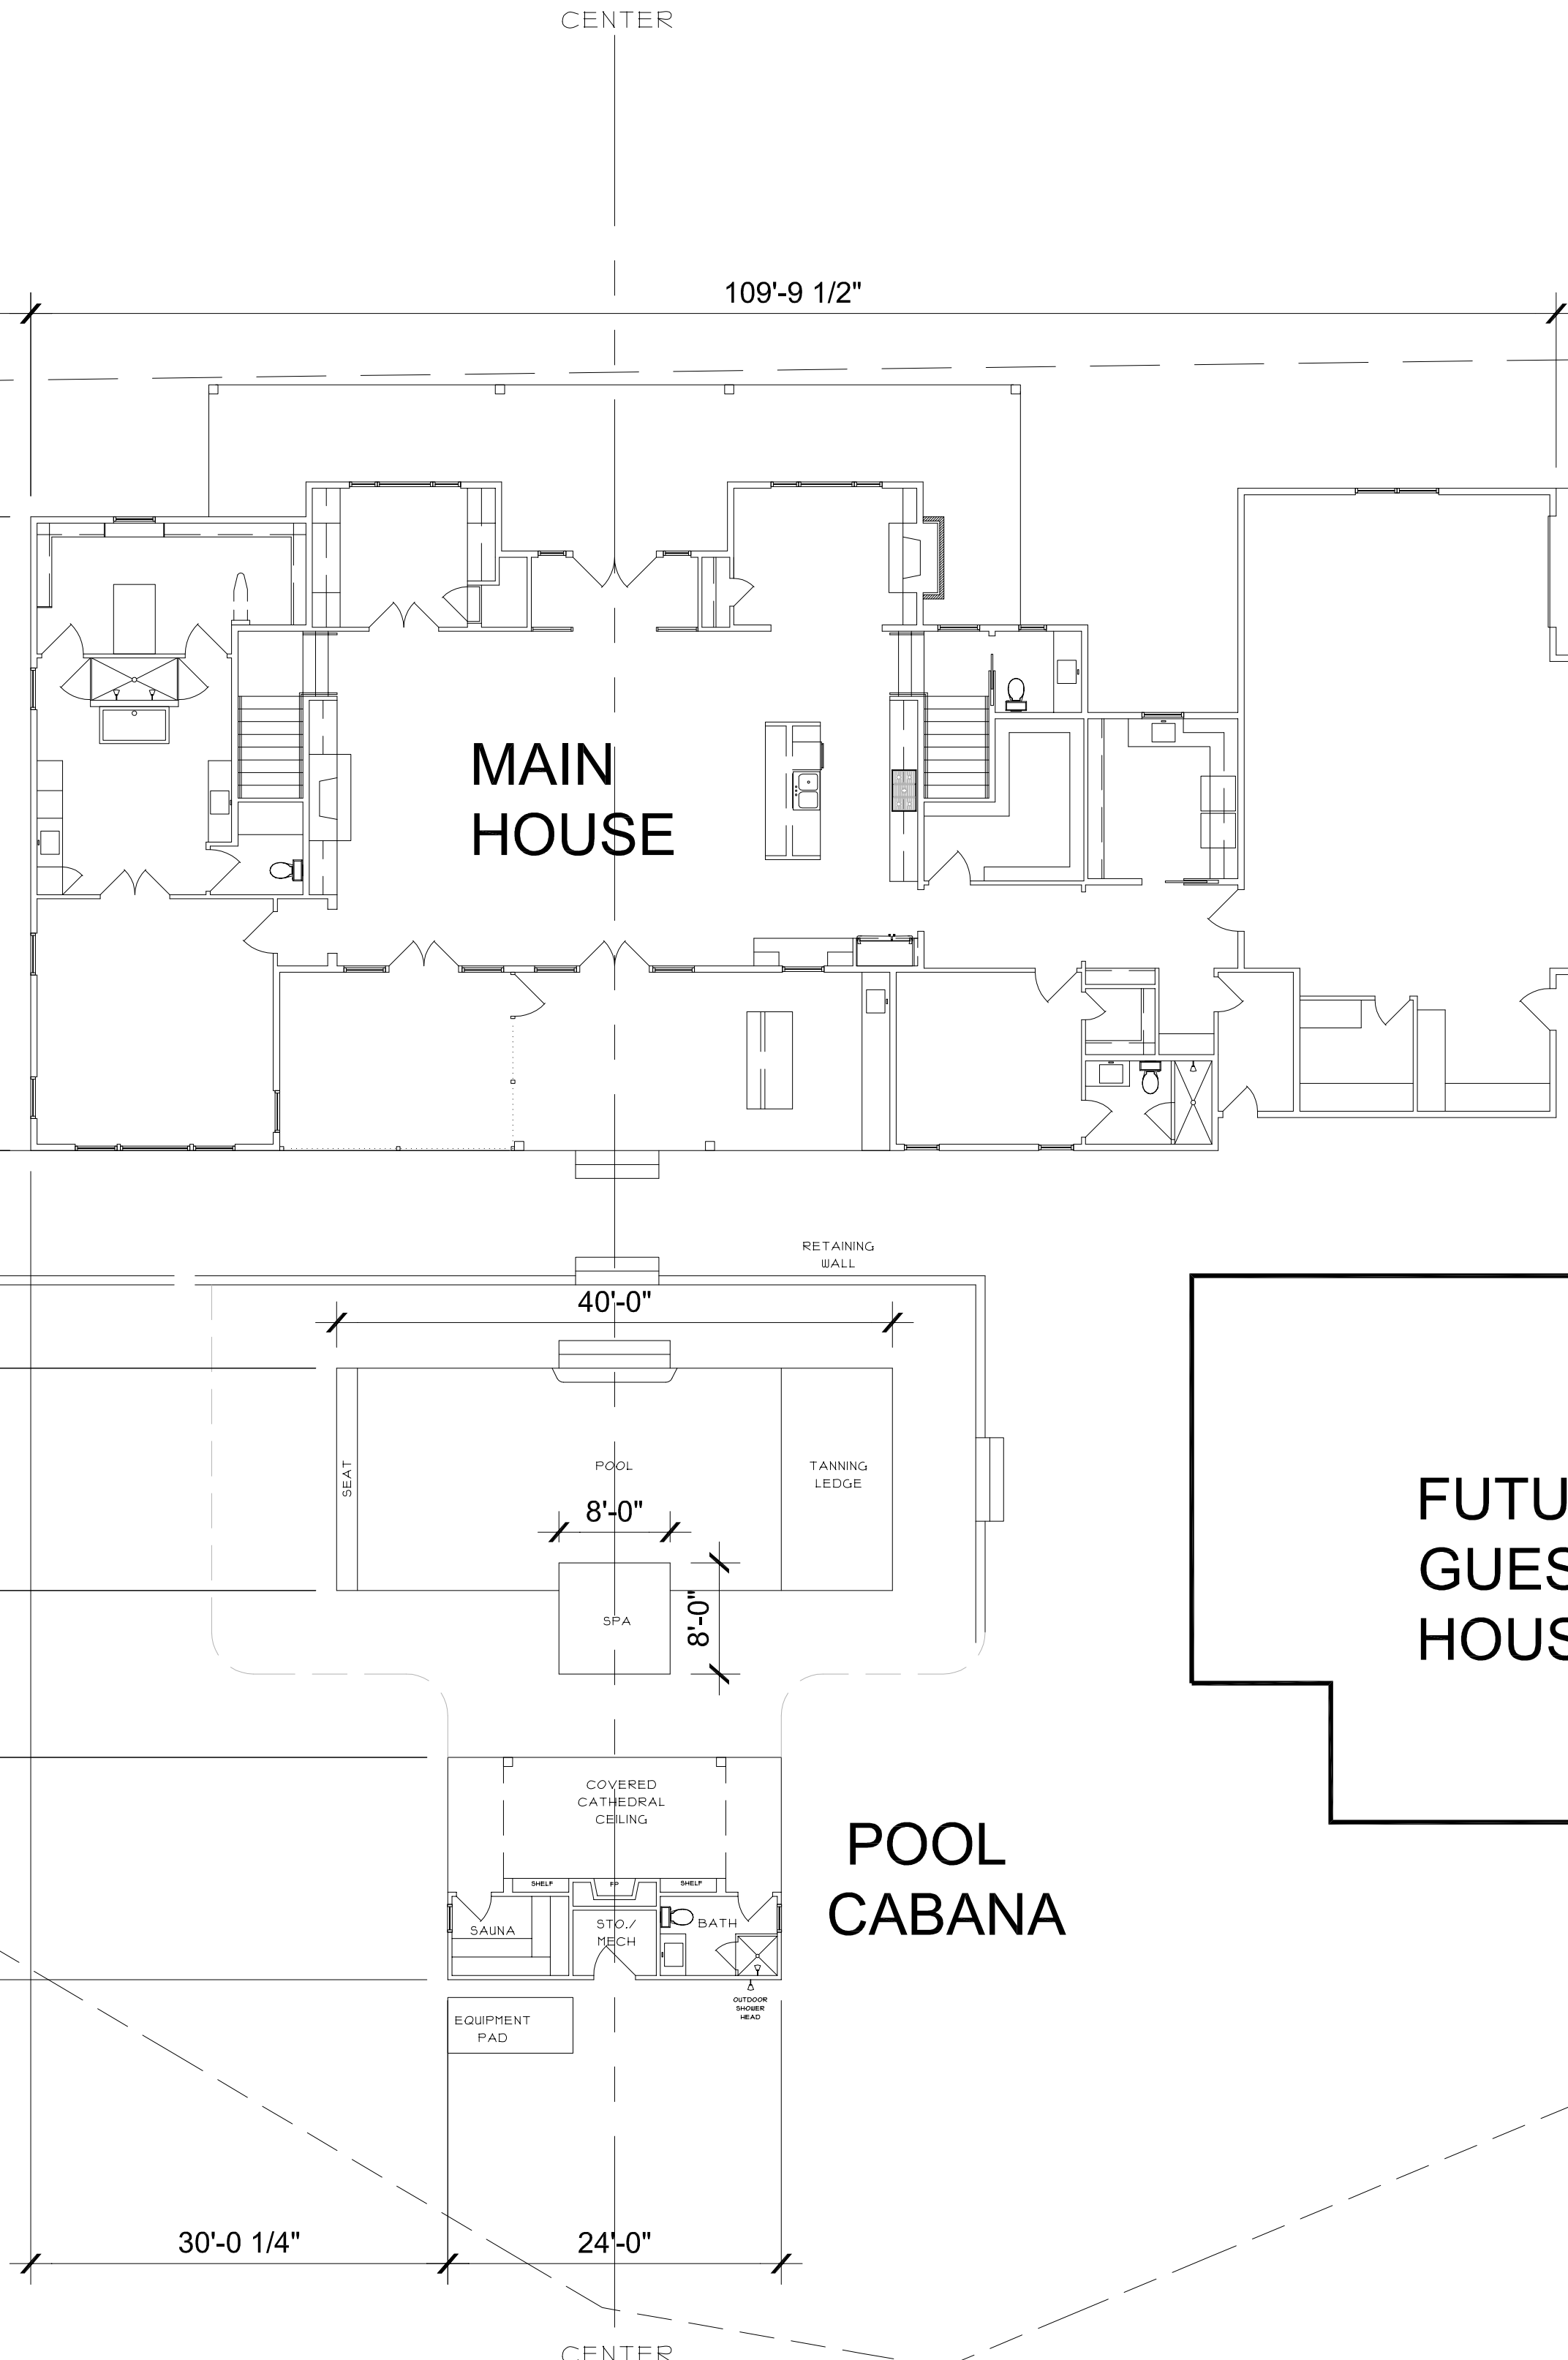 CENTER
109'-9 1/2"
MAIN
HOUSE
RETAINING
WALL
40'-0"
SEAT
POOL
TANNING
LEDGE
8'-0"
8'-0"
SPA
FUTU
GUES
HOUS
COVERED
CATHEDRAL
CEILING
POOL
CABANA
SHELF
FP
SHELF
SAUNA
STO./
MECH
BATH
OUTDOOR
SHOWER
HEAD
EQUIPMENT
PAD
30'-0 1/4"
24'-0"
CENTER